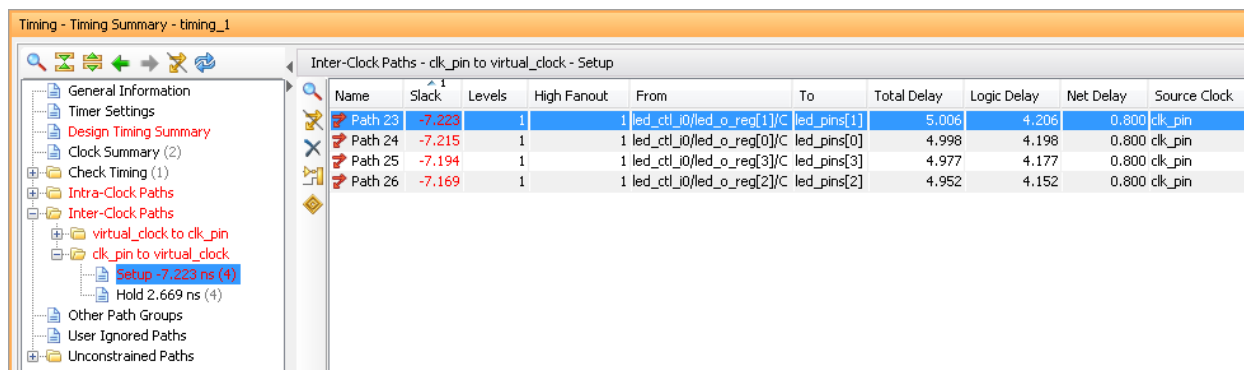 Timing - Timing Summary - timing_1
General Information
Timer Settings
Design Timing Summary
Clock Summary (2)
Check Timing (1)
Intra-Clock Paths
Inter-Clock Paths
virtual_clock to clk_pin
clk_pin to virtual_clock
Setup -7.223 ns (4)
Hold 2.669 ns (4)
Other Path Groups
User Ignored Paths
Unconstrained Paths
Inter-Clock Paths - clk_pin to virtual_clock - Setup
Name Slack 1 Levels High Fanout From To Total Delay Logic Delay Net Delay Source Clock
Path 23 -7.223 1 1 led_ctl_i0/led_o_reg[1]/C led_pins[1] 5.006 4.206 0.800 clk_pin
Path 24 -7.215 1 1 led_ctl_i0/led_o_reg[0]/C led_pins[0] 4.998 4.198 0.800 clk_pin
Path 25 -7.194 1 1 led_ctl_i0/led_o_reg[3]/C led_pins[3] 4.977 4.177 0.800 clk_pin
Path 26 -7.169 1 1 led_ctl_i0/led_o_reg[2]/C led_pins[2] 4.952 4.152 0.800 clk_pin